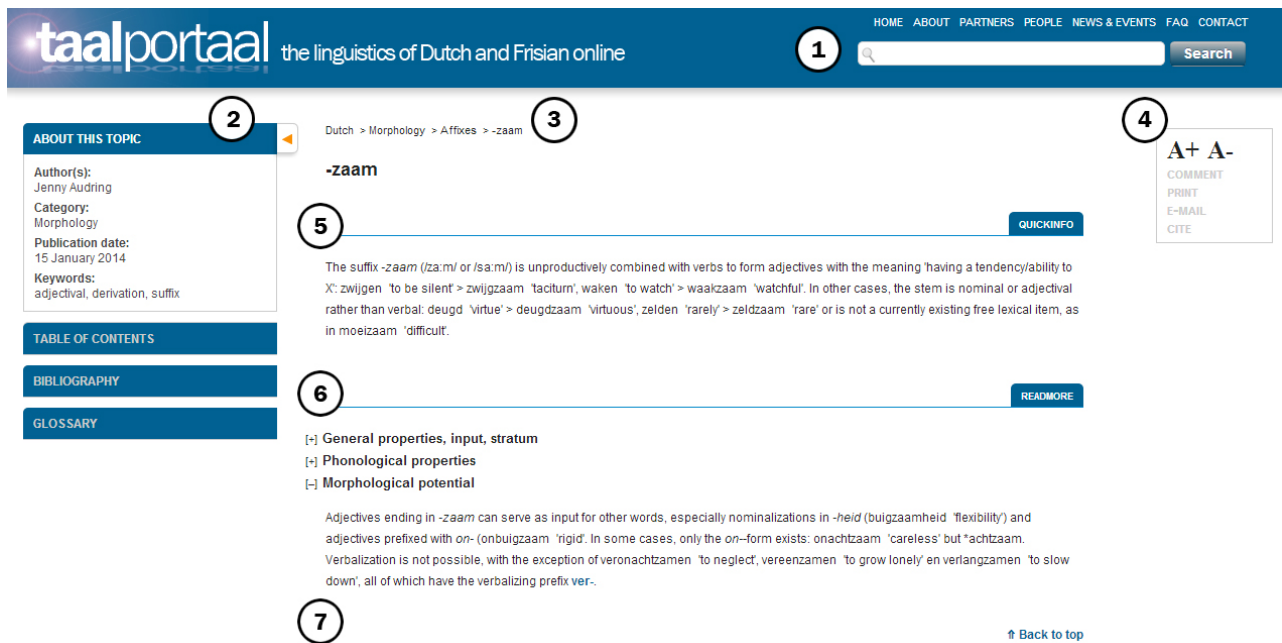 HOME ABOUT PARTNERS PEOPLE NEWS & EVENTS FAQ CONTACT
taalportaal the linguistics of Dutch and Frisian online
1
Search
2
ABOUT THIS TOPIC
Author(s):
Jenny Audring
Category:
Morphology
Publication date:
15 January 2014
Keywords:
adjectival, derivation, suffix
TABLE OF CONTENTS
BIBLIOGRAPHY
GLOSSARY
Dutch > Morphology > Affixes > -zaam
3
-zaam
4
A+ A-
COMMENT
PRINT
E-MAIL
CITE
5
QUICKINFO
The suffix -zaam (/za:m/ or /sa:m/) is unproductively combined with verbs to form adjectives with the meaning 'having a tendency/ability to
X': zwijgen 'to be silent' > zwijgzaam 'taciturn', waken 'to watch' > waakzaam 'watchful'. In other cases, the stem is nominal or adjectival
rather than verbal: deugd 'virtue' > deugdzaam 'virtuous', zelden 'rarely' > zeldzaam 'rare' or is not a currently existing free lexical item, as
in moeizaam 'difficult'.
6
READMORE
[+] General properties, input, stratum
[+] Phonological properties
[–] Morphological potential
Adjectives ending in -zaam can serve as input for other words, especially nominalizations in -heid (buigzaamheid 'flexibility') and
adjectives prefixed with on- (onbuigzaam 'rigid'. In some cases, only the on--form exists: onachtzaam 'careless' but *achtzaam.
Verbalization is not possible, with the exception of veronachtzamen 'to neglect', vereenzamen 'to grow lonely' en verlangzamen 'to slow
down', all of which have the verbalizing prefix ver-.
7
⇑ Back to top